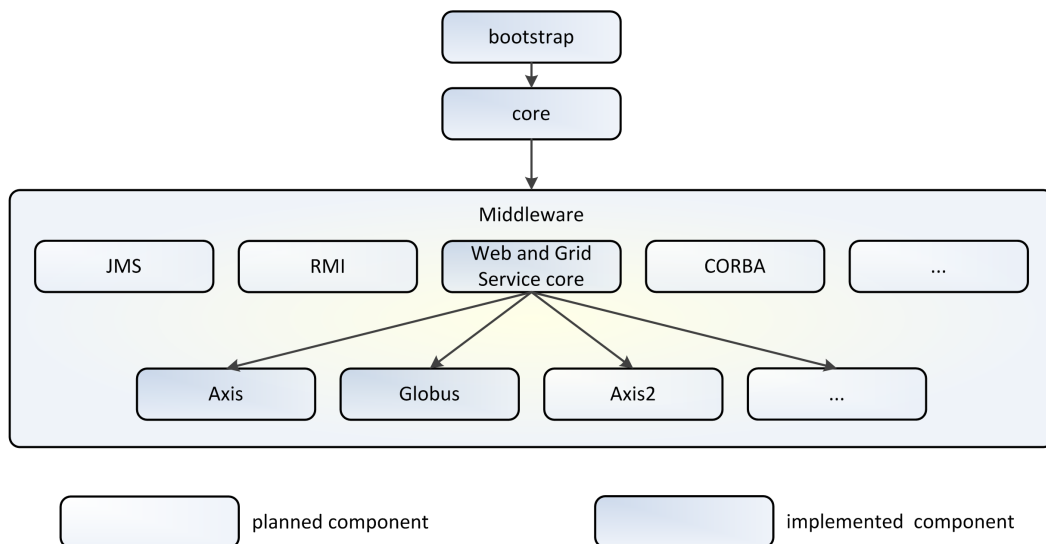 bootstrap
core
Middleware
JMS
RMI
Web and Grid
Service core
CORBA
...
Axis
Globus
Axis2
...
planned component
implemented component